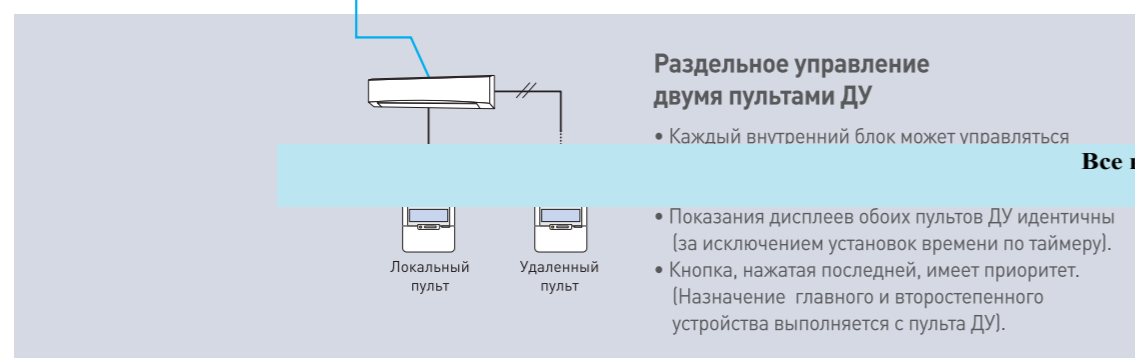 Раздельное управление
двумя пультами ДУ
• Каждый внутренний блок может управляться
Все
• Показания дисплеев обоих пультов ДУ идентичны
(за исключением установок времени по таймеру).
• Кнопка, нажатая последней, имеет приоритет.
(Назначение главного и второстепенного
устройства выполняется с пульта ДУ).
Локальный
пульт
Удаленный
пульт